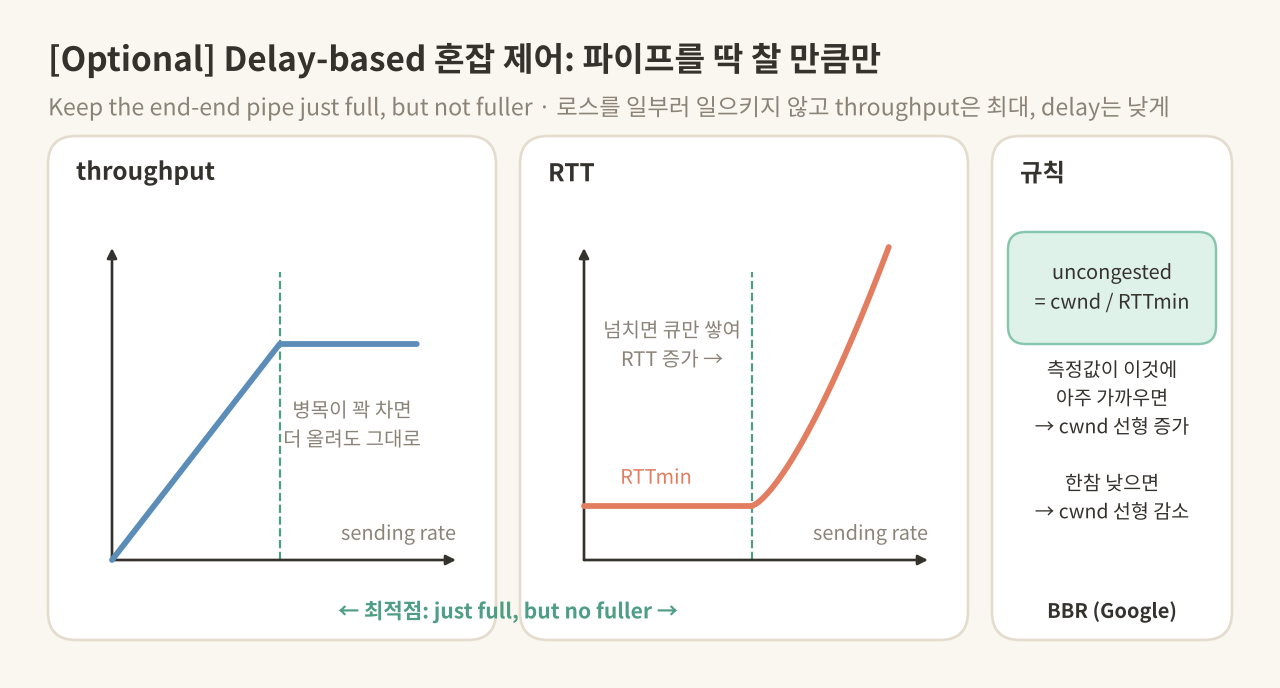 [Optional] Delay-based 혼잡 제어: 파이프를 딱 찰 만큼만
Keep the end-end pipe just full, but not fuller · 로스를 일부러 일으키지 않고 throughput은 최대, delay는 낮게
throughput
병목이 꽉 차면
더 올려도 그대로
sending rate
RTT
넘치면 큐만 쌓여
RTT 증가 →
RTTmin
sending rate
← 최적점: just full, but no fuller →
규칙
uncongested
= cwnd / RTTmin
측정값이 이것에
아주 가까우면
→ cwnd 선형 증가
한참 낮으면
→ cwnd 선형 감소
BBR (Google)